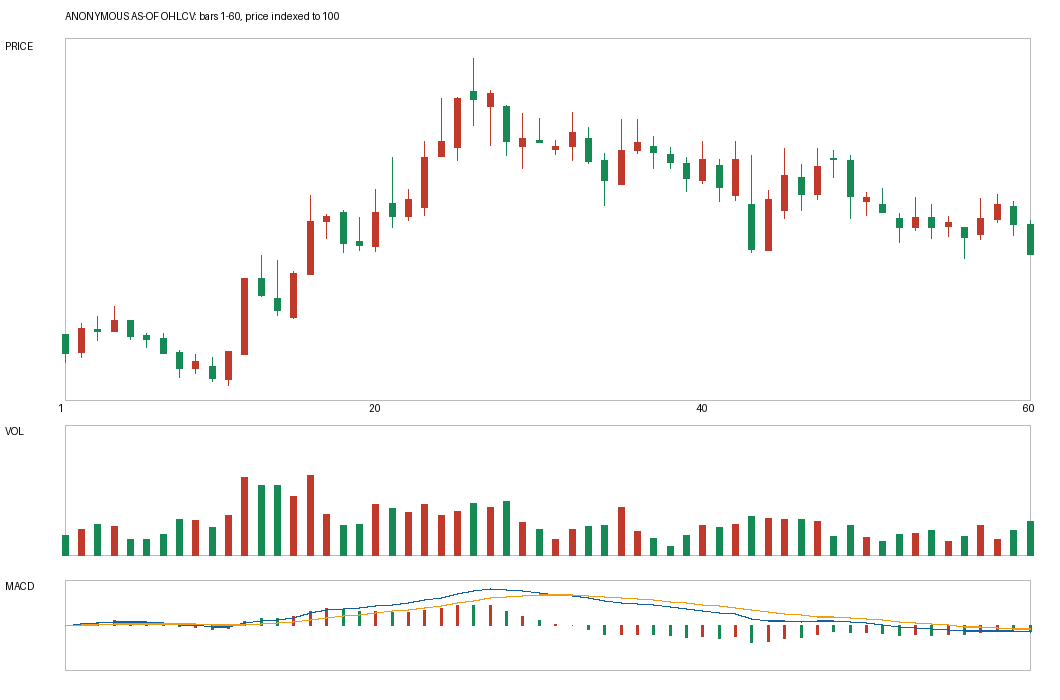 ANONYMOUS AS-OF OHLCV: bars 1-60, price indexed to 100
PRICE
1 20 40 60
VOL
MACD